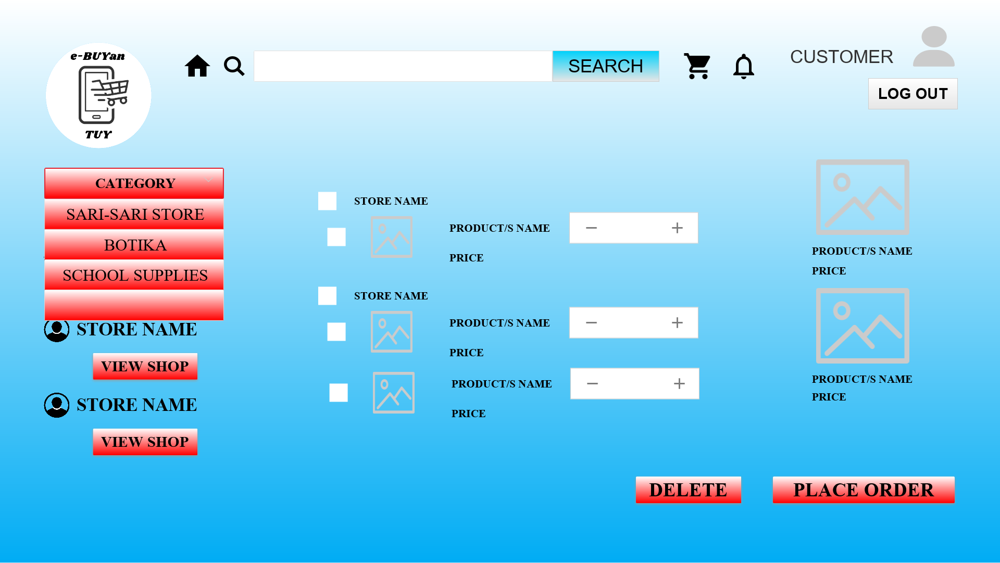 e-BUYan
TUY
SEARCH
CUSTOMER
LOG OUT
CATEGORY
SARI-SARI STORE
BOTIKA
SCHOOL SUPPLIES
STORE NAME
VIEW SHOP
STORE NAME
VIEW SHOP
STORE NAME
PRODUCT/S NAME
PRICE
STORE NAME
PRODUCT/S NAME
PRICE
PRODUCT/S NAME
PRICE
PRODUCT/S NAME
PRICE
PRODUCT/S NAME
PRICE
DELETE
PLACE ORDER